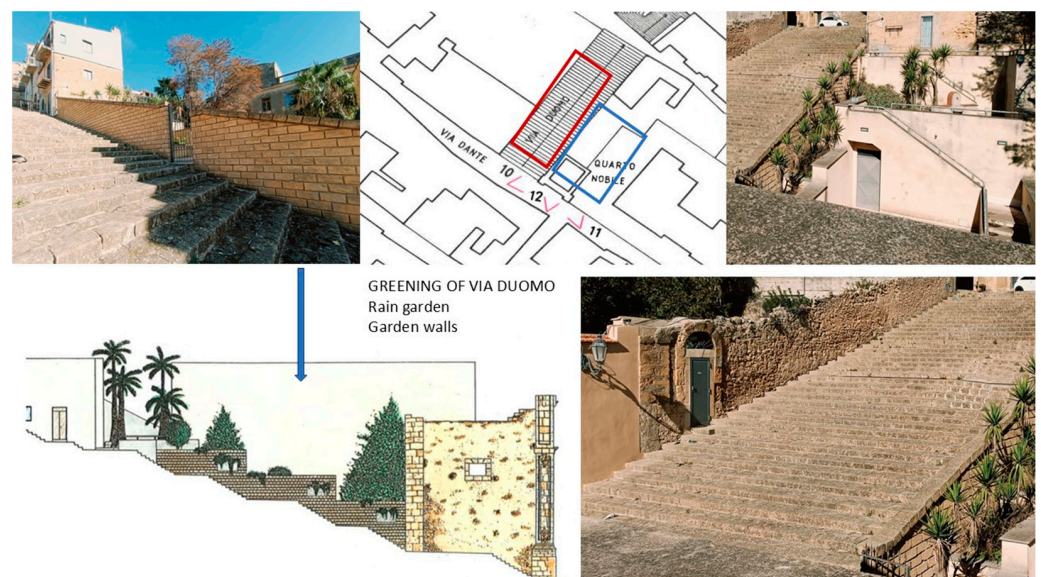 VIA DUOMO
VIA DANTE
QUARTO
NOBILE
10
12
11
GREENING OF VIA DUOMO
Rain garden
Garden walls